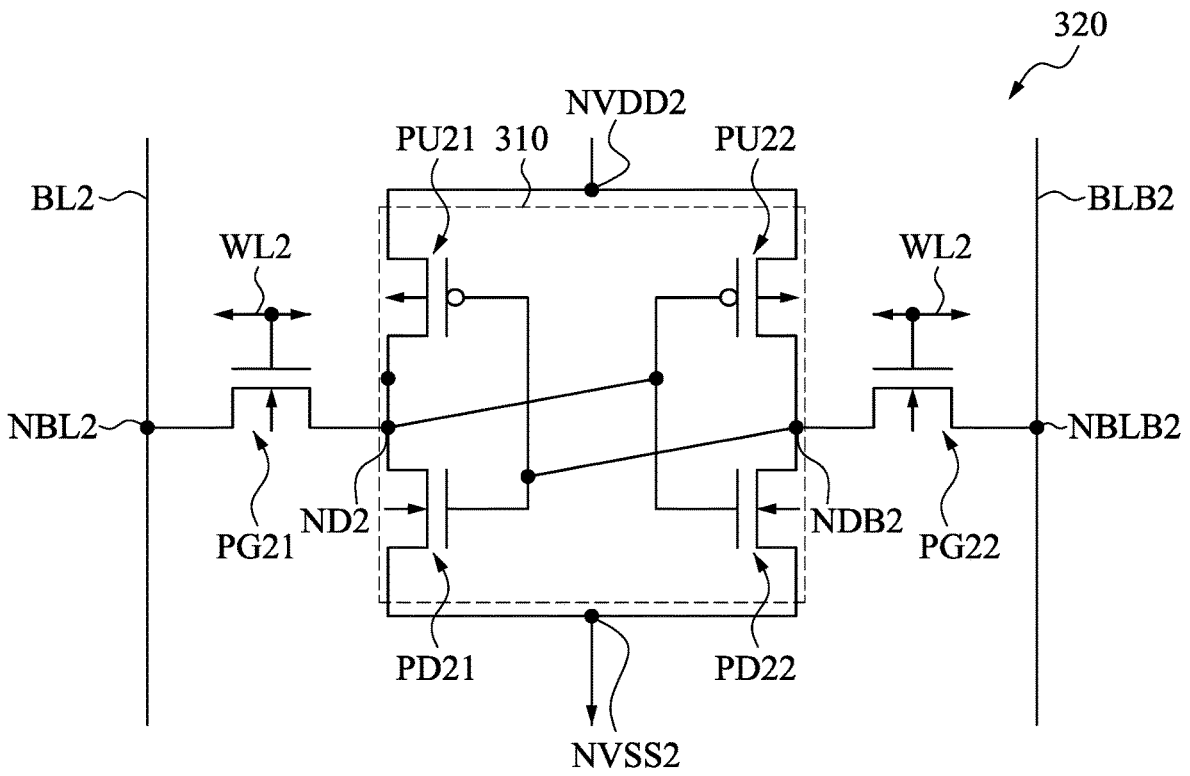 320
NVDD2
PU21
310
PU22
BL2
BLB2
WL2
WL2
NBL2
NBLB2
ND2
NDB2
PG21
PG22
PD21
PD22
NVSS2